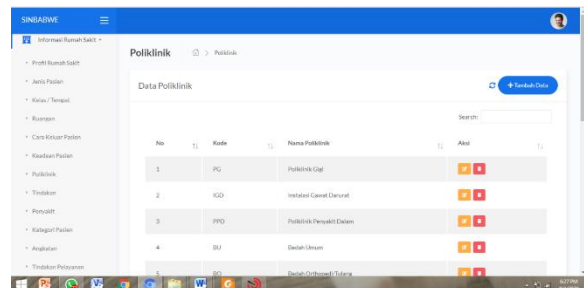 SINBABWE
Informasi Rumah Sakit
Profil Rumah Sakit
Jenis Pasien
Kelas / Tempat
Ruangan
Cara Keluar Pasien
Keadaan Pasien
Poliklinik
Tindakan
Penyakit
Kategori Pasien
Angkatan
Tindakan Pelayanan
Poliklinik > Poliklinik
Data Poliklinik
+Tambah Data
Search:
No Kode Nama Poliklinik Aksi
1 PG Poliklinik Gigi
2 IGD Instalasi Gawat Darurat
3 PPD Poliklinik Penyakit Dalam
4 BU Bedah Umum
5 BO Bedah Orthopedi Tulang
6:27 PM